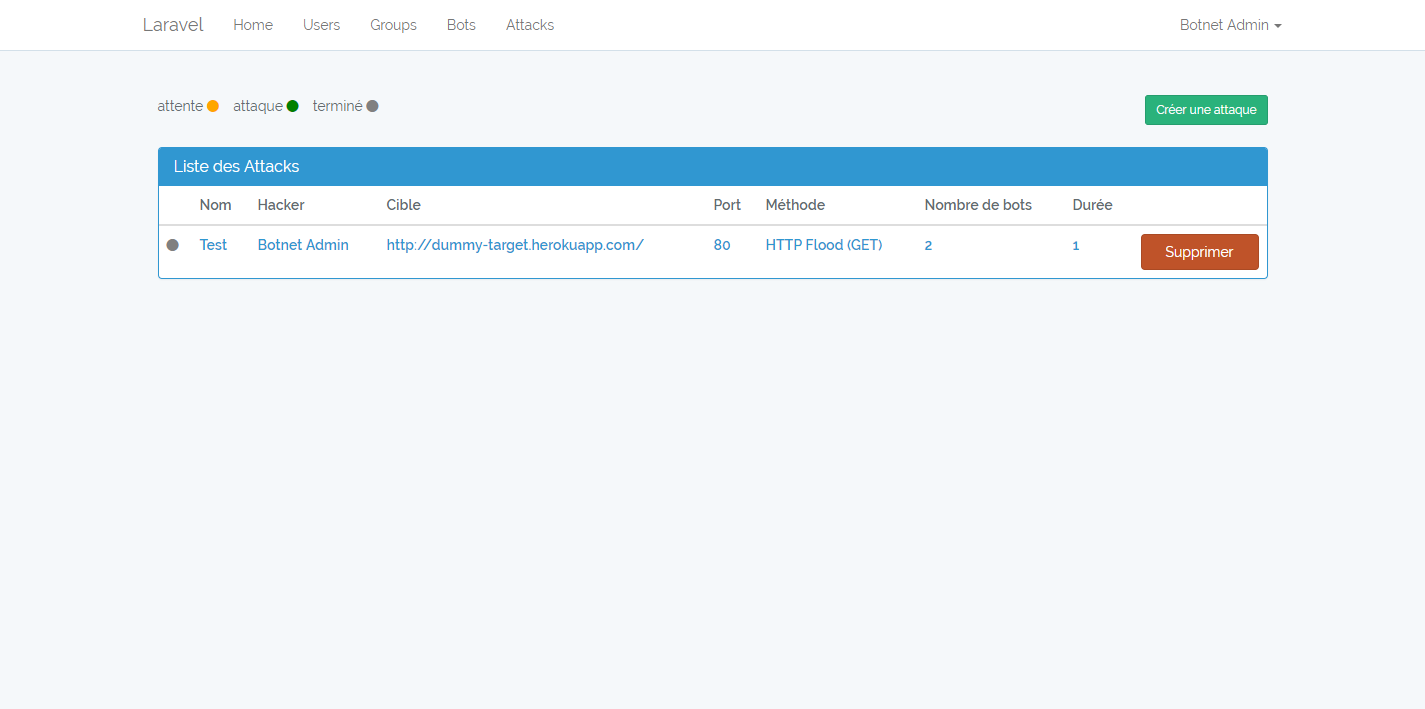 Laravel Home Users Groups Bots Attacks Botnet Admin
attente attaque terminé Créer une attaque
Liste des Attacks
Nom Hacker Cible Port Méthode Nombre de bots Durée
Test Botnet Admin http://dummy-target.herokuapp.com/ 80 HTTP Flood (GET) 2 1 Supprimer